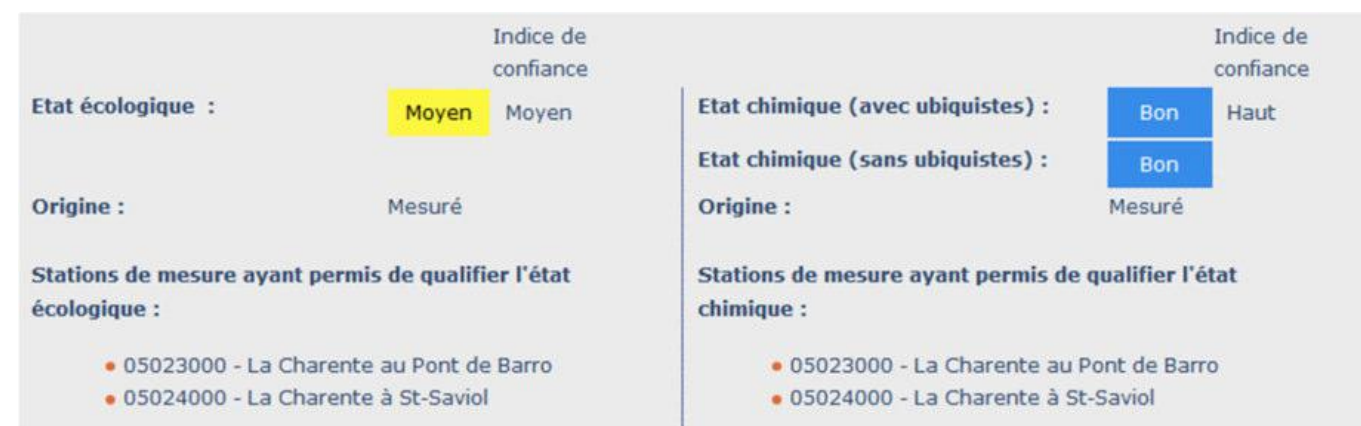 Indice de
confiance
Etat écologique :
Moyen
Moyen
Origine :
Mesuré
Stations de mesure ayant permis de qualifier l'état
écologique :
05023000 - La Charente au Pont de Barro
05024000 - La Charente à St-Saviol
Indice de
confiance
Etat chimique (avec ubiquistes) :
Bon
Haut
Etat chimique (sans ubiquistes) :
Bon
Origine :
Mesuré
Stations de mesure ayant permis de qualifier l'état
chimique :
05023000 - La Charente au Pont de Barro
05024000 - La Charente à St-Saviol